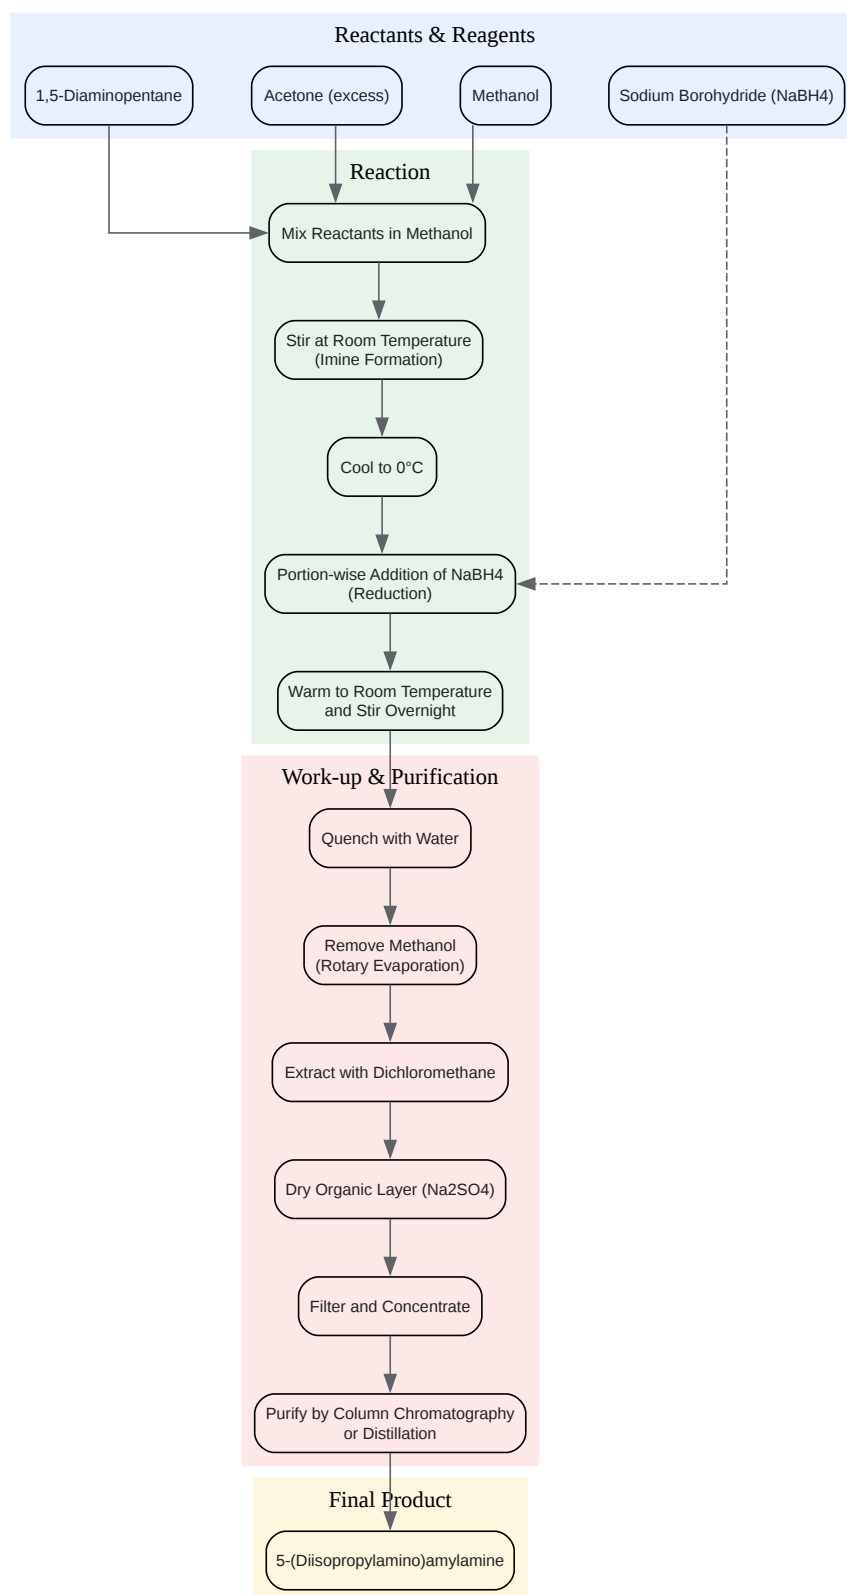 Reactants & Reagents
1,5-Diaminopentane
Acetone (excess)
Methanol
Sodium Borohydride (NaBH4)
Reaction
Mix Reactants in Methanol
Stir at Room Temperature
(Imine Formation)
Cool to 0°C
Portion-wise Addition of NaBH4
(Reduction)
Warm to Room Temperature
and Stir Overnight
Work-up & Purification
Quench with Water
Remove Methanol
(Rotary Evaporation)
Extract with Dichloromethane
Dry Organic Layer (Na2SO4)
Filter and Concentrate
Purify by Column Chromatography
or Distillation
Final Product
5-(Diisopropylamino)amylamine